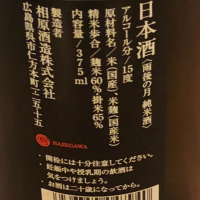 日本酒〈雨後の月 純米酒〉
アルコール分 15度
原材料名／米(国産米)、米麹(国産米)
精米歩合／麹米60% 掛米65%
内容量／375ml
製造者
相原酒造株式会社
広島県呉市仁方本町一ー二五ー一五
HASEGAWA
・開栓には十分注意してください。
・妊娠中や授乳期の飲酒は
気をつけましょう。
・お酒は二十歳になってから。